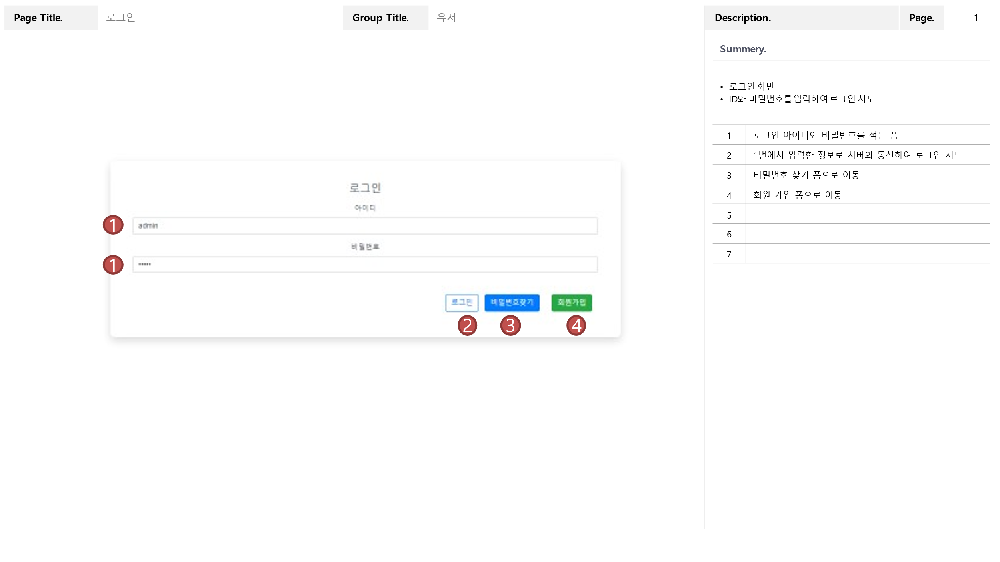 Page Title.
로그인
Group Title.
유저
Description.
Page.
1
로그인
아이디
1
admin
비밀번호
1
•••••
로그인
비밀번호찾기
회원가입
2
3
4
Summery.
• 로그인 화면
• ID와 비밀번호를 입력하여 로그인 시도.
1 로그인 아이디와 비밀번호를 적는 폼
2 1번에서 입력한 정보로 서버와 통신하여 로그인 시도
3 비밀번호 찾기 폼으로 이동
4 회원 가입 폼으로 이동
5
6
7